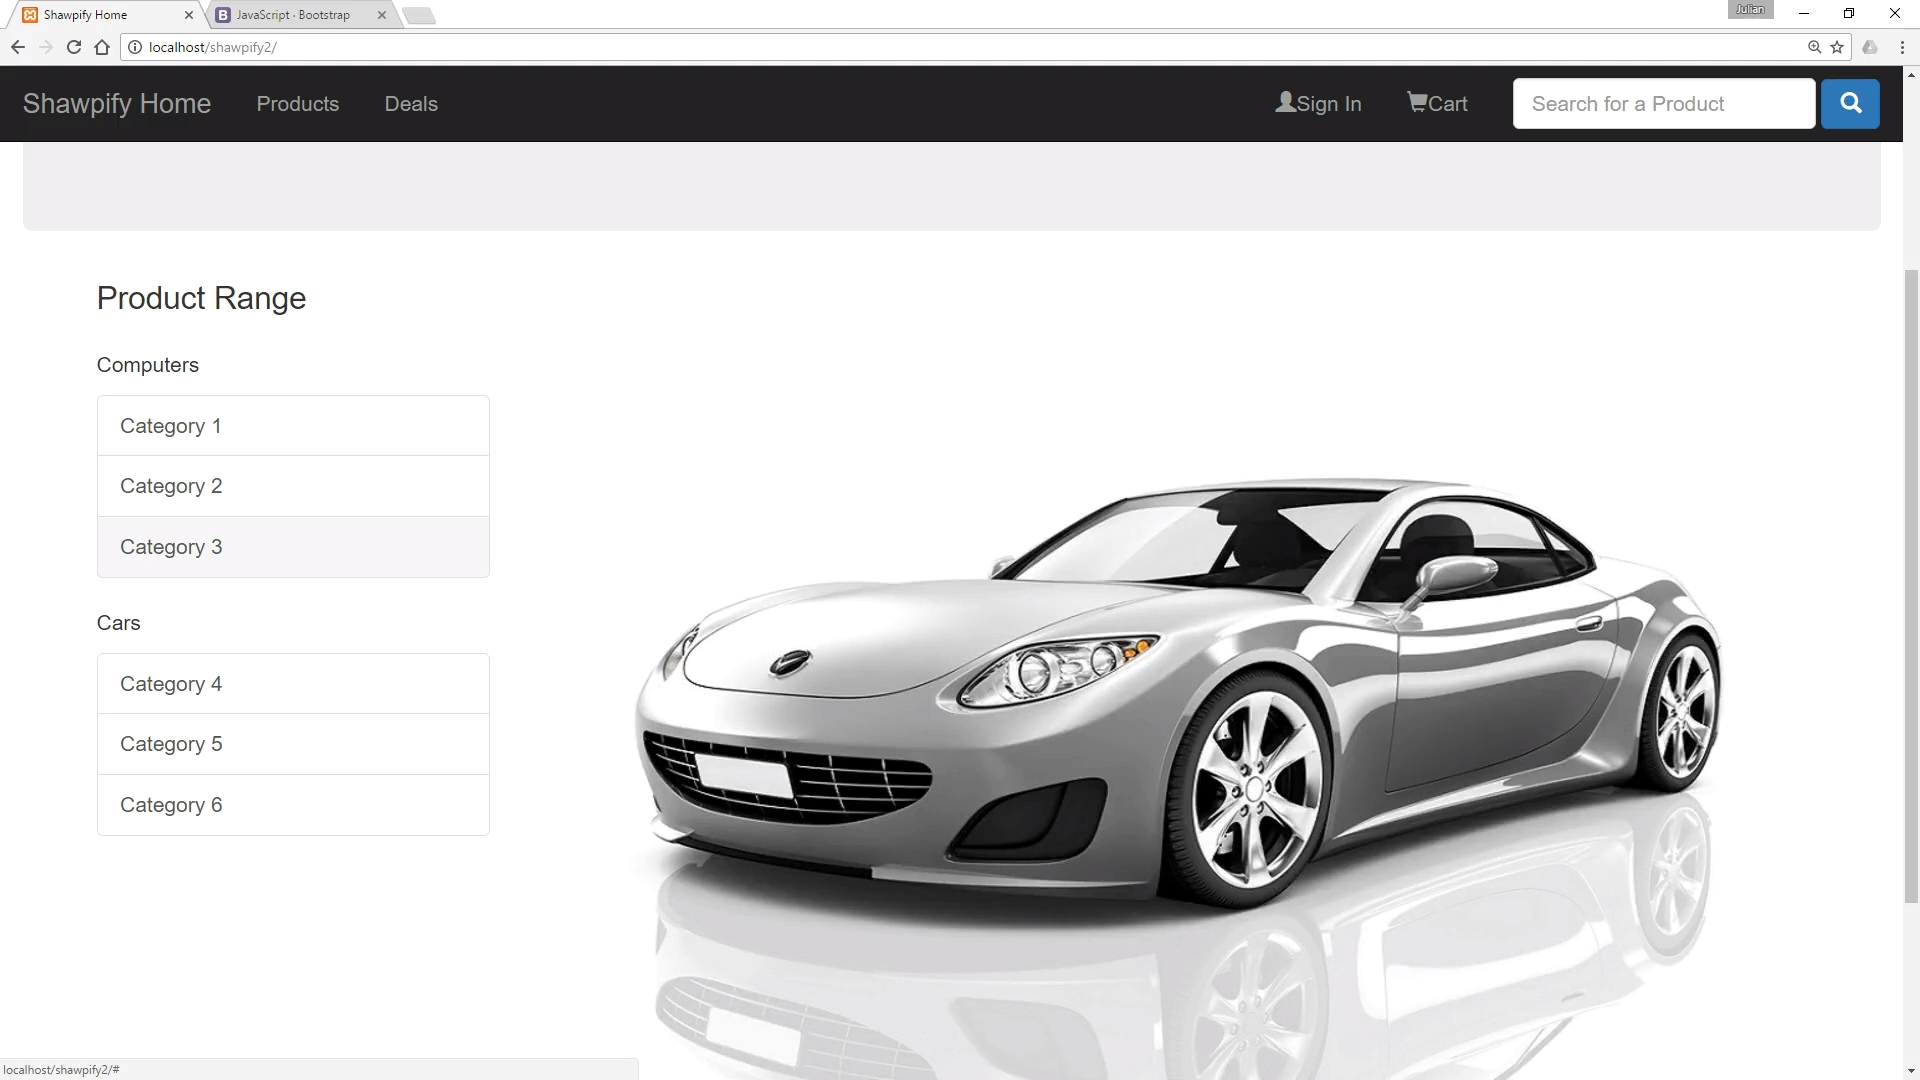 Shawpify Home
JavaScript · Bootstrap
Julian
localhost/shawpify2/
Shawpify Home
Products
Deals
Sign In
Cart
Search for a Product
Product Range
Computers
Category 1
Category 2
Category 3
Cars
Category 4
Category 5
Category 6
localhost/shawpify2/#